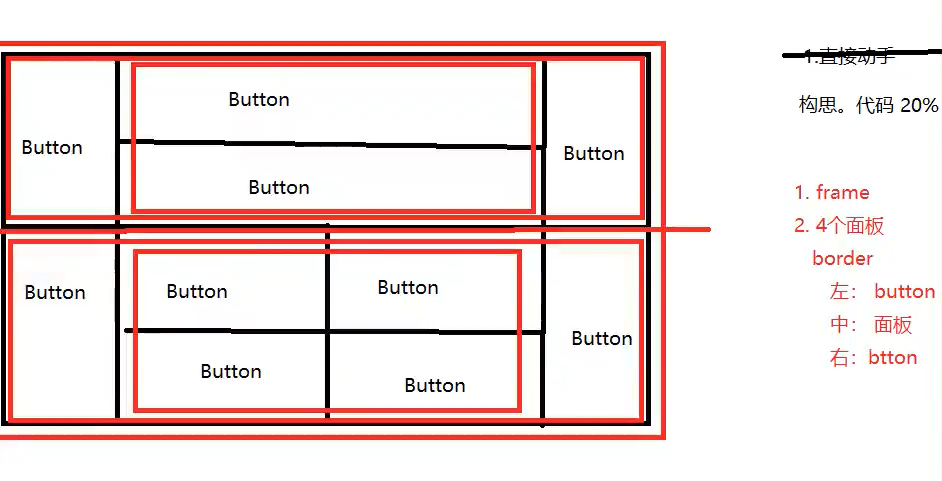 Button
Button
Button
Button
Button
Button
Button
Button
Button
Button
1.直接动手
构思。代码 20%
1. frame
2. 4个面板
border
左： button
中： 面板
右：btton